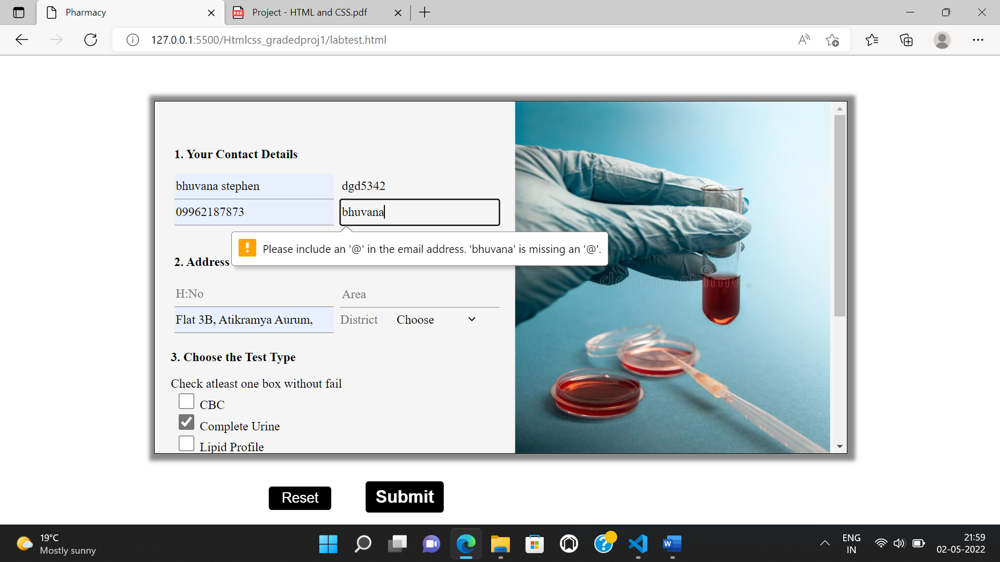 Pharmacy
Project - HTML and CSS.pdf
127.0.0.1:5500/Htmlcss_gradedproj1/labtest.html
1. Your Contact Details
bhuvana stephen
dgd5342
09962187873
bhuvana
Please include an '@' in the email address. 'bhuvana' is missing an '@'.
2. Address
H:No
Area
Flat 3B, Atikramya Aurum,
District
Choose
3. Choose the Test Type
Check atleast one box without fail
CBC
Complete Urine
Lipid Profile
dreamstime.
Reset
Submit
19°C
Mostly sunny
ENG
IN
21:59
02-05-2022